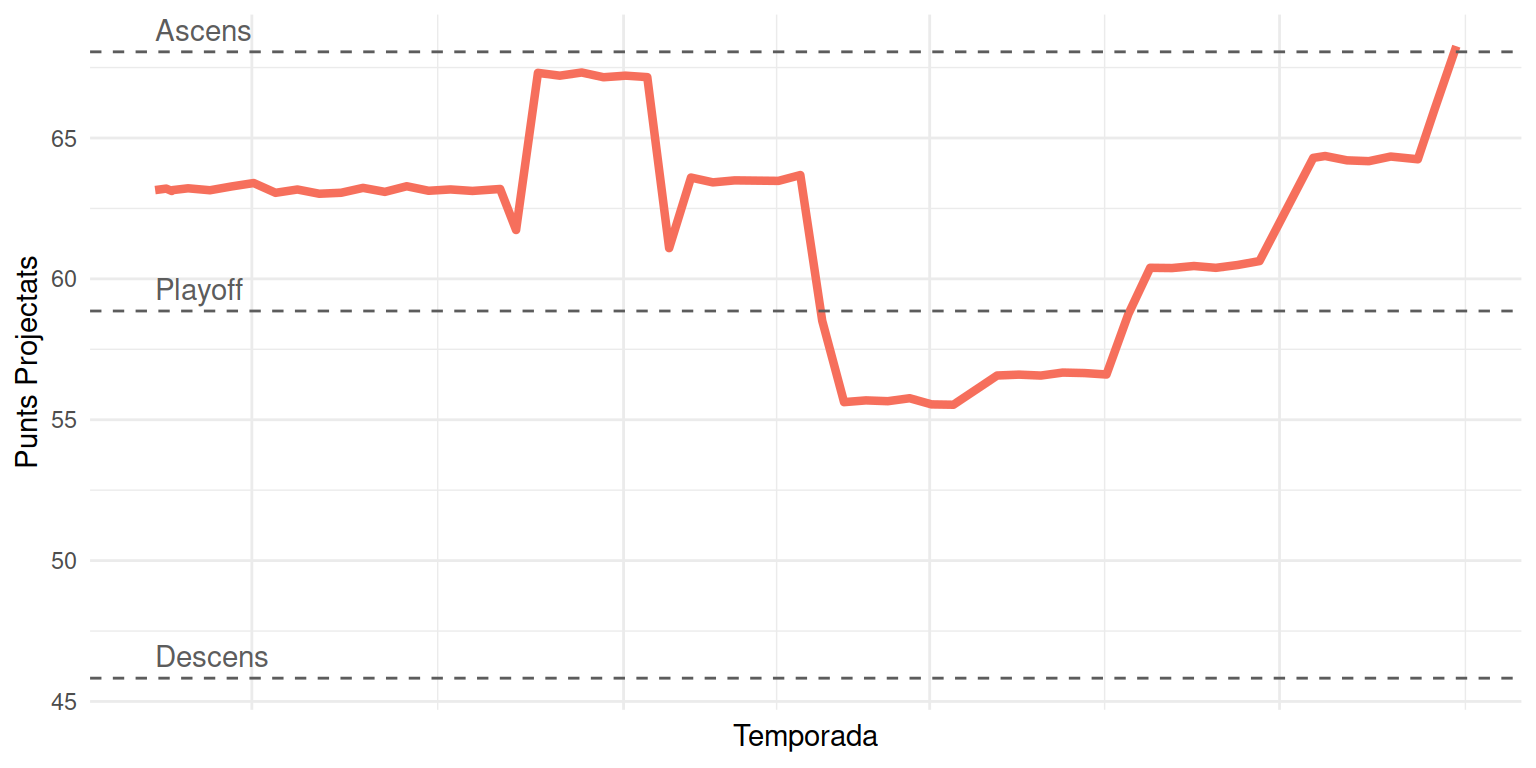 Ascens
65
60
Playoff
55
50
Descens
45
Punts Projectats
Temporada